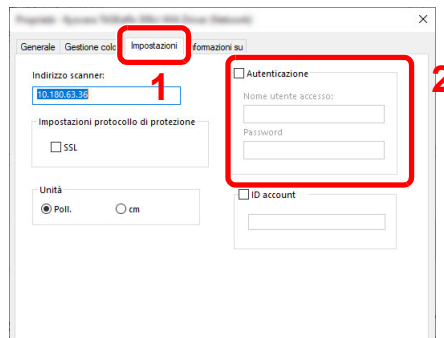 Generale Gestione colo Impostazioni nformazioni su
1
2
Indirizzo scanner:
10.180.63.36
Impostazioni protocollo di protezione
SSL
Unità
Poll. cm
Autenticazione
Nome utente accesso:
Password
ID account